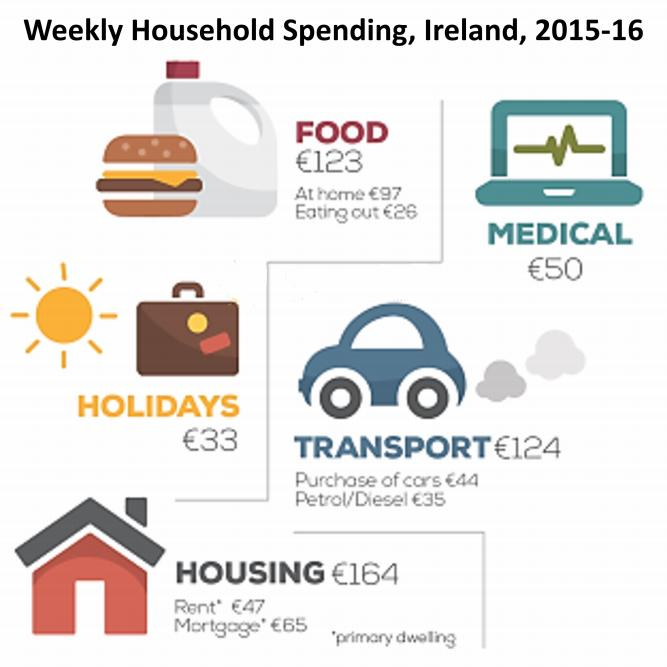 Weekly Household Spending, Ireland, 2015-16
FOOD
€123
At home €97
Eating out €26
MEDICAL
€50
HOLIDAYS
€33
TRANSPORT €124
Purchase of cars €44
Petrol/Diesel €35
HOUSING €164
Rent* €47
Mortgage* €65
*primary dwelling